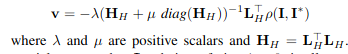 v = −λ(H_H + μ diag(H_H))^{−1}L_H^⊤ρ(I, I*)
where λ and μ are positive scalars and H_H = L_H^⊤L_H.